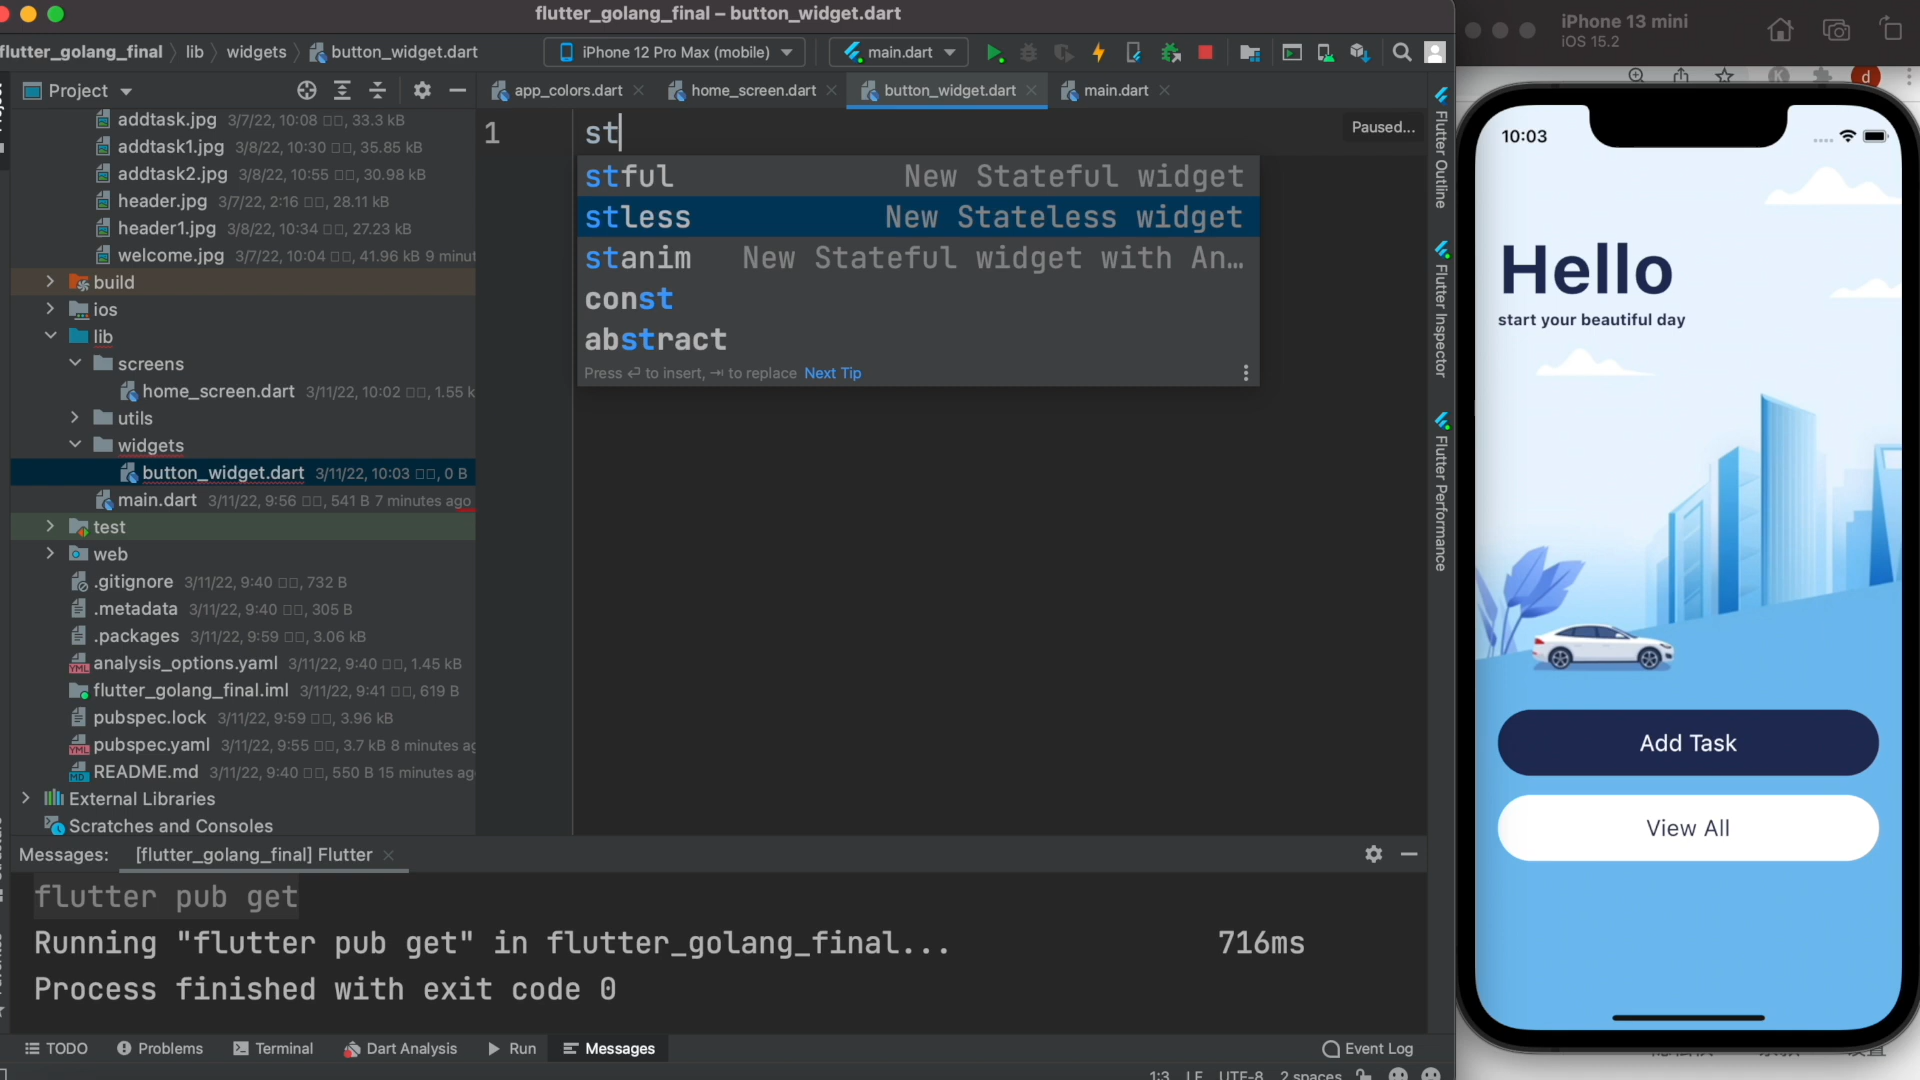 flutter_golang_final – button_widget.dart
flutter_golang_final lib widgets button_widget.dart
iPhone 12 Pro Max (mobile)
main.dart
Project
app_colors.dart
home_screen.dart
button_widget.dart
main.dart
addtask.jpg 3/7/22, 10:08 , 33.3 kB
addtask1.jpg 3/8/22, 10:30 , 35.85 kB
addtask2.jpg 3/8/22, 10:55 , 30.98 kB
header.jpg 3/7/22, 2:16 , 28.11 kB
header1.jpg 3/8/22, 10:34 , 27.23 kB
welcome.jpg 3/7/22, 10:04 , 41.96 kB 9 minut
build
ios
lib
screens
home_screen.dart 3/11/22, 10:02 , 1.55 k
utils
widgets
button_widget.dart 3/11/22, 10:03 , 0 B
main.dart 3/11/22, 9:56 , 541 B 7 minutes ago
test
web
.gitignore 3/11/22, 9:40 , 732 B
.metadata 3/11/22, 9:40 , 305 B
.packages 3/11/22, 9:59 , 3.06 kB
analysis_options.yaml 3/11/22, 9:40 , 1.45 kB
flutter_golang_final.iml 3/11/22, 9:41 , 619 B
pubspec.lock 3/11/22, 9:59 , 3.96 kB
pubspec.yaml 3/11/22, 9:55 , 3.7 kB 8 minutes ag
README.md 3/11/22, 9:40 , 550 B 15 minutes ag
External Libraries
Scratches and Consoles
1
st
Paused...
stful New Stateful widget
stless New Stateless widget
stanim New Stateful widget with An…
const
abstract
Press ⏎ to insert, ⇥ to replace Next Tip
Flutter Outline
Flutter Inspector
Flutter Performance
Messages: [flutter_golang_final] Flutter
flutter pub get
Running "flutter pub get" in flutter_golang_final... 716ms
Process finished with exit code 0
TODO Problems Terminal Dart Analysis Run Messages Event Log
1:3 LF UTF-8 2 spaces
iPhone 13 mini
iOS 15.2
K
d
10:03
Hello
start your beautiful day
Add Task
View All